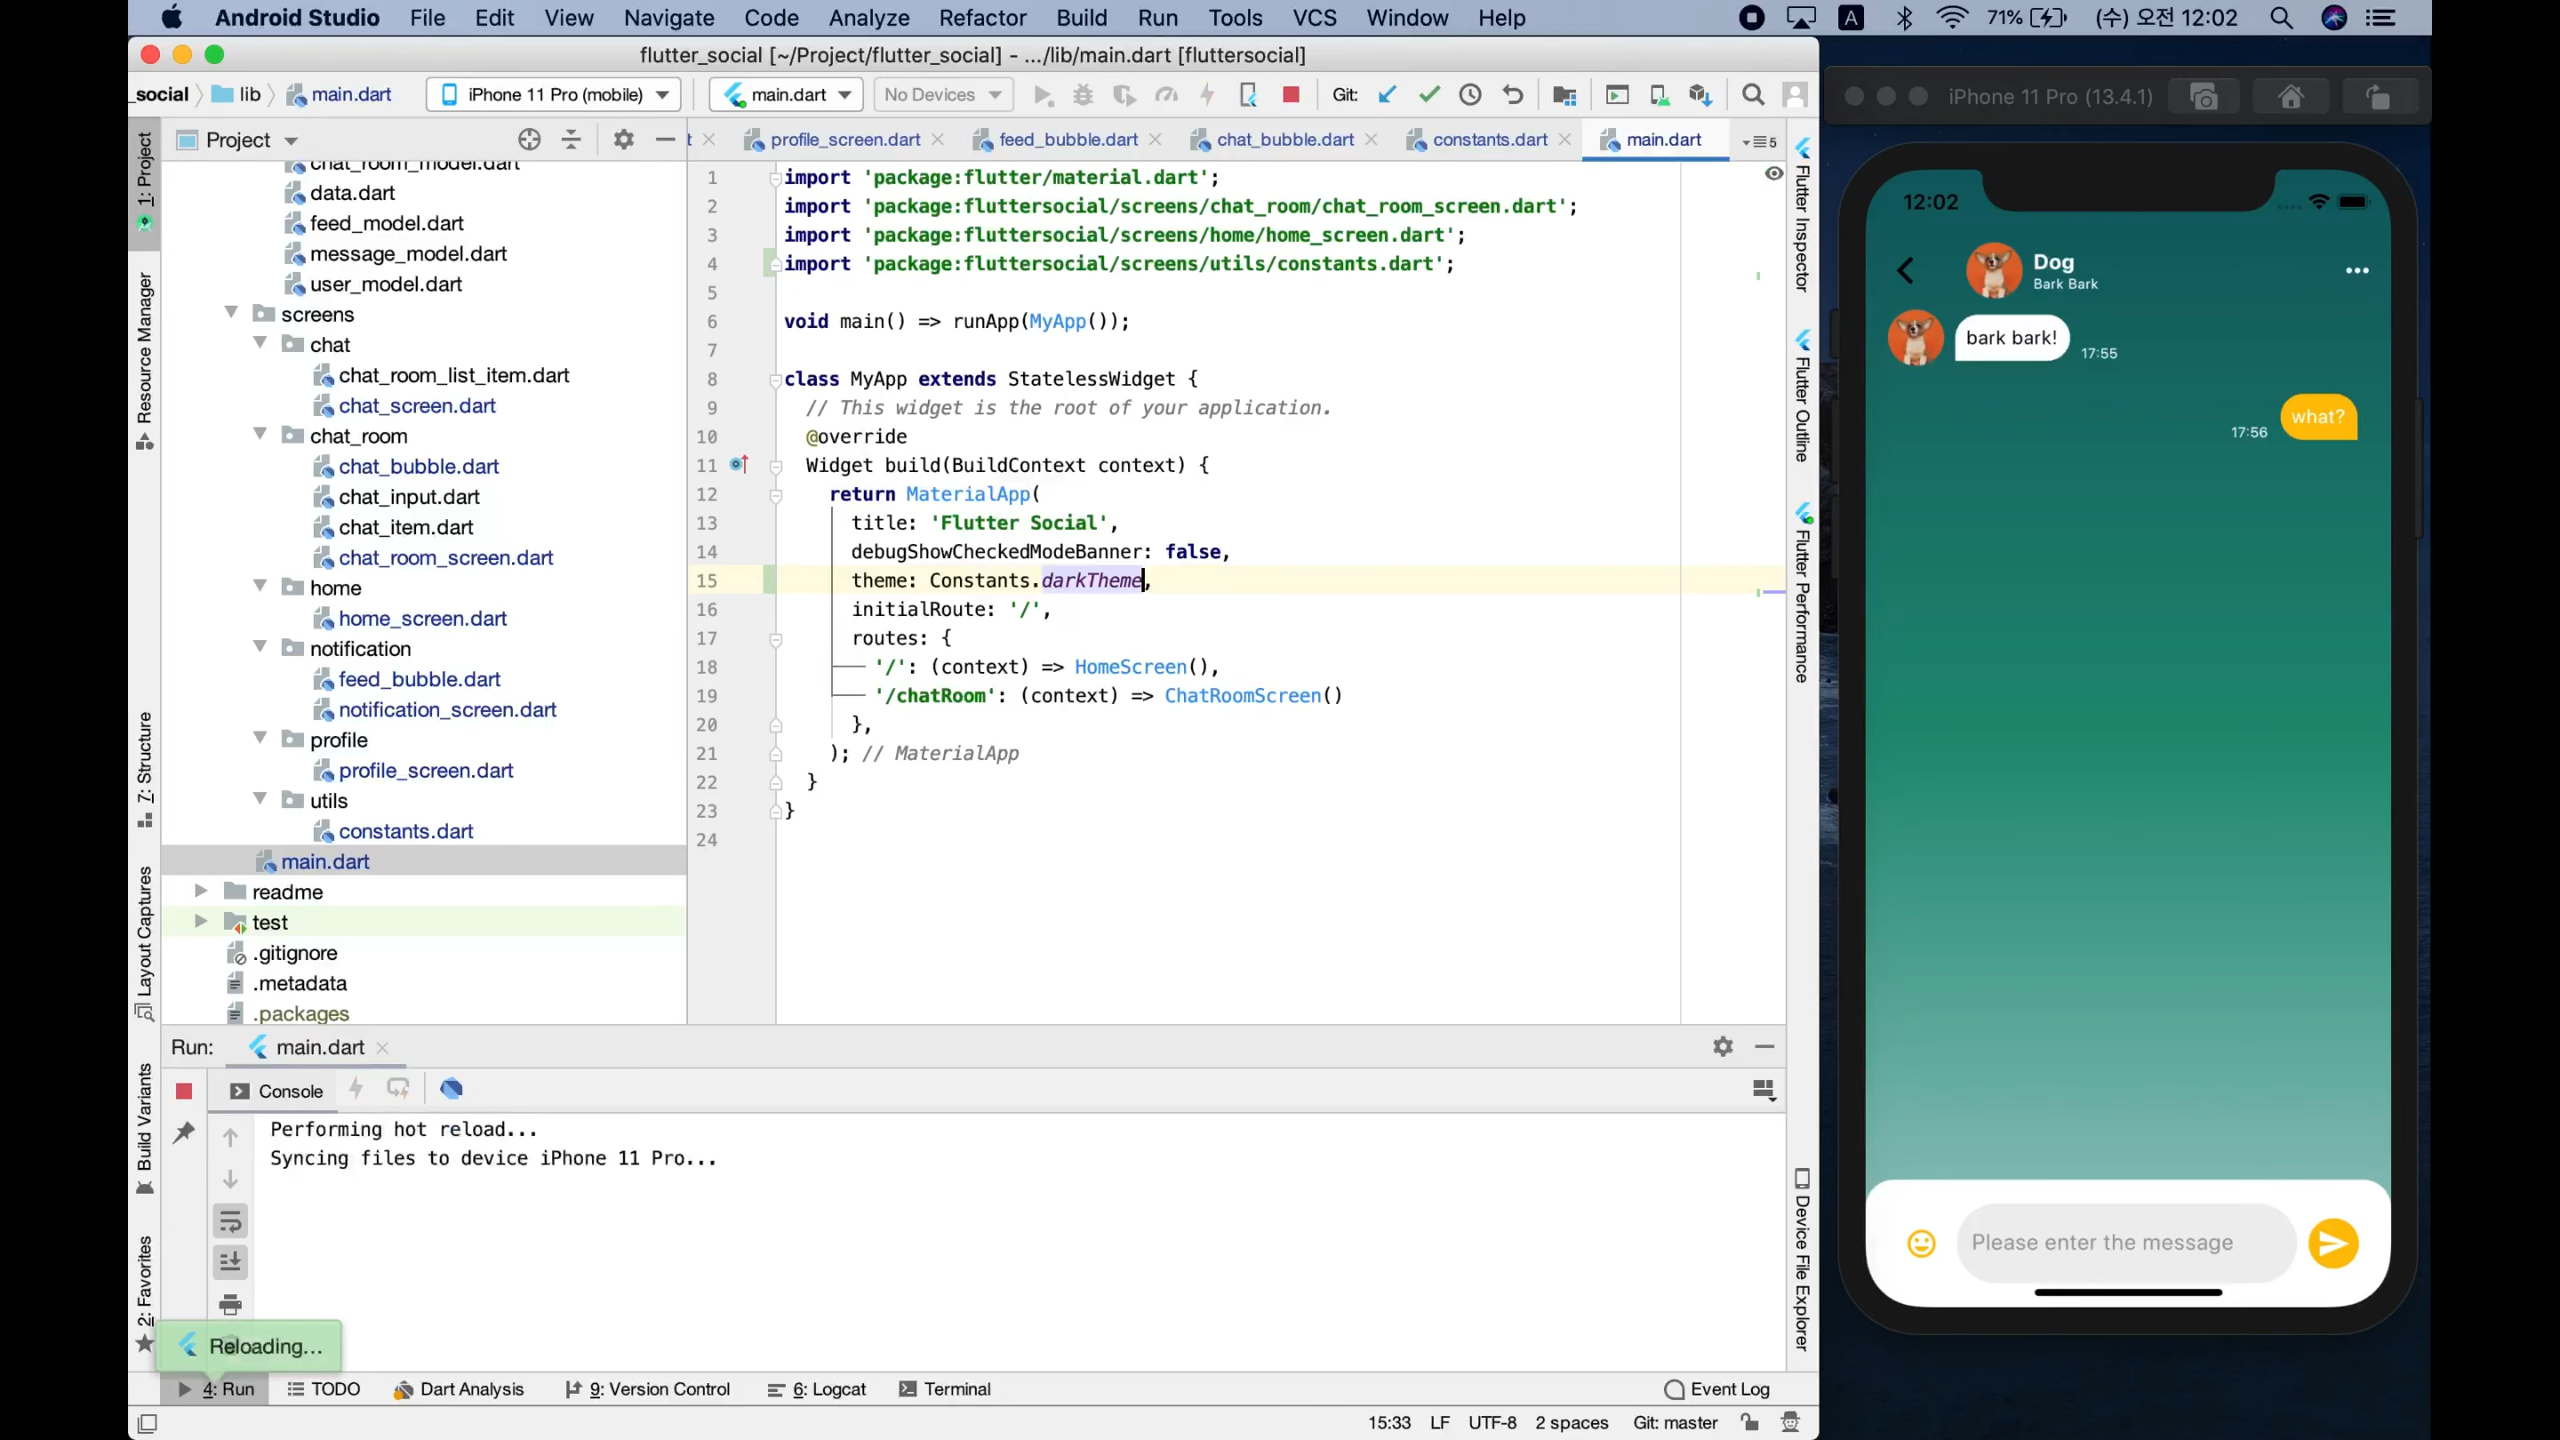 Android Studio File Edit View Navigate Code Analyze Refactor Build Run Tools VCS Window Help
A 71% (수) 오전 12:02
flutter_social [~/Project/flutter_social] - .../lib/main.dart [fluttersocial]
_social lib main.dart iPhone 11 Pro (mobile) main.dart No Devices Git:
iPhone 11 Pro (13.4.1)
Project profile_screen.dart feed_bubble.dart chat_bubble.dart constants.dart main.dart 5
1: Project
Resource Manager
7: Structure
Layout Captures
Build Variants
2: Favorites
chat_room_model.dart
data.dart
feed_model.dart
message_model.dart
user_model.dart
screens
chat
chat_room_list_item.dart
chat_screen.dart
chat_room
chat_bubble.dart
chat_input.dart
chat_item.dart
chat_room_screen.dart
home
home_screen.dart
notification
feed_bubble.dart
notification_screen.dart
profile
profile_screen.dart
utils
constants.dart
main.dart
readme
test
.gitignore
.metadata
.packages
1 import 'package:flutter/material.dart';
2 import 'package:fluttersocial/screens/chat_room/chat_room_screen.dart';
3 import 'package:fluttersocial/screens/home/home_screen.dart';
4 import 'package:fluttersocial/screens/utils/constants.dart';
5
6 void main() => runApp(MyApp());
7
8 class MyApp extends StatelessWidget {
9 // This widget is the root of your application.
10 @override
11 Widget build(BuildContext context) {
12 return MaterialApp(
13 title: 'Flutter Social',
14 debugShowCheckedModeBanner: false,
15 theme: Constants.darkTheme,
16 initialRoute: '/',
17 routes: {
18 '/': (context) => HomeScreen(),
19 '/chatRoom': (context) => ChatRoomScreen()
20 },
21 ); // MaterialApp
22 }
23 }
24
Flutter Inspector
Flutter Outline
Flutter Performance
Device File Explorer
12:02
Dog
Bark Bark
bark bark!
17:55
what?
17:56
Please enter the message
Run: main.dart
Console
Performing hot reload...
Syncing files to device iPhone 11 Pro...
Reloading...
4: Run TODO Dart Analysis 9: Version Control 6: Logcat Terminal Event Log
15:33 LF UTF-8 2 spaces Git: master